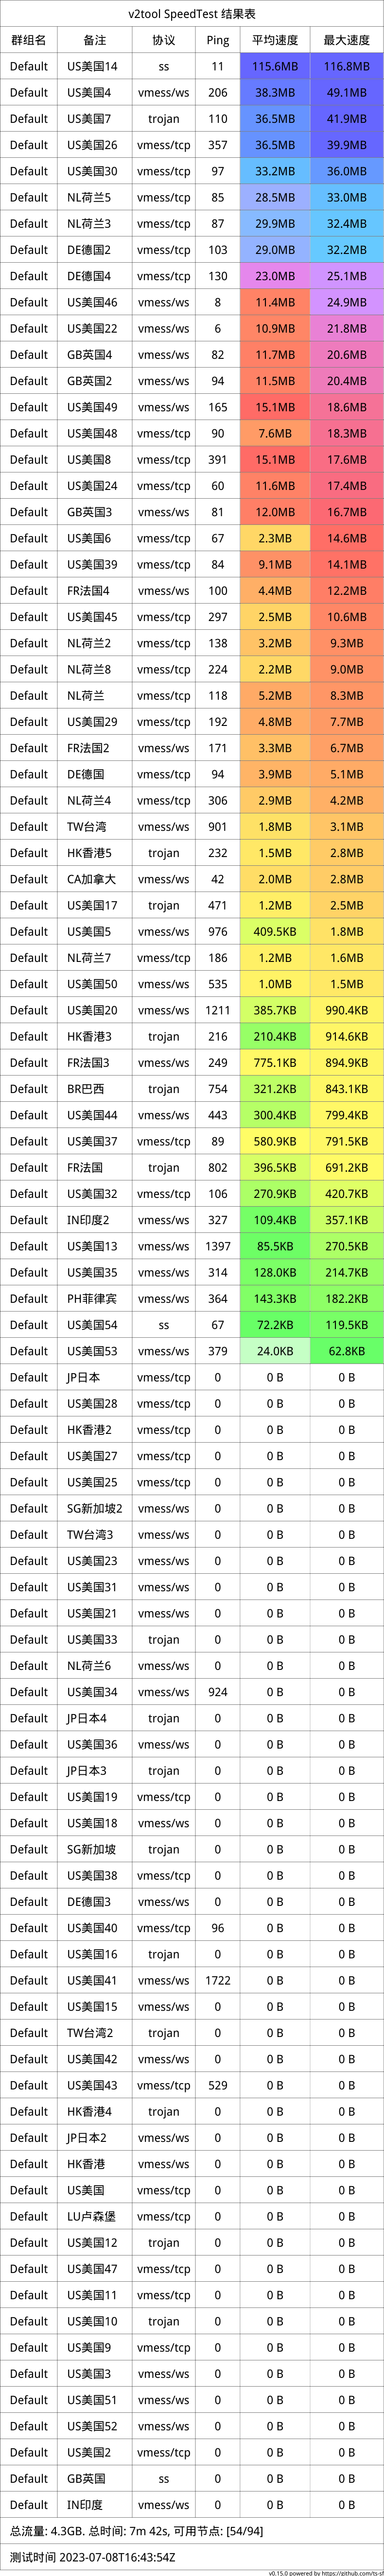 v2tool SpeedTest 结果表
群组名 备注 协议 Ping 平均速度 最大速度
Default US美国14 ss 11 115.6MB 116.8MB
Default US美国4 vmess/ws 206 38.3MB 49.1MB
Default US美国7 trojan 110 36.5MB 41.9MB
Default US美国26 vmess/tcp 357 36.5MB 39.9MB
Default US美国30 vmess/ws 97 33.2MB 36.0MB
Default NL荷兰5 vmess/tcp 85 28.5MB 33.0MB
Default NL荷兰3 vmess/tcp 87 29.9MB 32.4MB
Default DE德国2 vmess/tcp 103 29.0MB 32.2MB
Default DE德国4 vmess/tcp 130 23.0MB 25.1MB
Default US美国46 vmess/ws 8 11.4MB 24.9MB
Default US美国22 vmess/ws 6 10.9MB 21.8MB
Default GB英国4 vmess/ws 82 11.7MB 20.6MB
Default GB英国2 vmess/ws 94 11.5MB 20.4MB
Default US美国49 vmess/ws 165 15.1MB 18.6MB
Default US美国48 vmess/tcp 90 7.6MB 18.3MB
Default US美国8 vmess/tcp 391 15.1MB 17.6MB
Default US美国24 vmess/tcp 60 11.6MB 17.4MB
Default GB英国3 vmess/ws 81 12.0MB 16.7MB
Default US美国6 vmess/tcp 67 2.3MB 14.6MB
Default US美国39 vmess/tcp 84 9.1MB 14.1MB
Default FR法国4 vmess/ws 100 4.4MB 12.2MB
Default US美国45 vmess/tcp 297 2.5MB 10.6MB
Default NL荷兰2 vmess/tcp 138 3.2MB 9.3MB
Default NL荷兰8 vmess/tcp 224 2.2MB 9.0MB
Default NL荷兰 vmess/tcp 118 5.2MB 8.3MB
Default US美国29 vmess/tcp 192 4.8MB 7.7MB
Default FR法国2 vmess/ws 171 3.3MB 6.7MB
Default DE德国 vmess/tcp 94 3.9MB 5.1MB
Default NL荷兰4 vmess/tcp 306 2.9MB 4.2MB
Default TW台湾 vmess/ws 901 1.8MB 3.1MB
Default HK香港5 trojan 232 1.5MB 2.8MB
Default CA加拿大 vmess/ws 42 2.0MB 2.8MB
Default US美国17 trojan 471 1.2MB 2.5MB
Default US美国5 vmess/ws 976 409.5KB 1.8MB
Default NL荷兰7 vmess/tcp 186 1.2MB 1.6MB
Default US美国50 vmess/ws 535 1.0MB 1.5MB
Default US美国20 vmess/ws 1211 385.7KB 990.4KB
Default HK香港3 trojan 216 210.4KB 914.6KB
Default FR法国3 vmess/ws 249 775.1KB 894.9KB
Default BR巴西 trojan 754 321.2KB 843.1KB
Default US美国44 vmess/ws 443 300.4KB 799.4KB
Default US美国37 vmess/tcp 89 580.9KB 791.5KB
Default FR法国 trojan 802 396.5KB 691.2KB
Default US美国32 vmess/tcp 106 270.9KB 420.7KB
Default IN印度2 vmess/ws 327 109.4KB 357.1KB
Default US美国13 vmess/ws 1397 85.5KB 270.5KB
Default US美国35 vmess/ws 314 128.0KB 214.7KB
Default PH菲律宾 vmess/ws 364 143.3KB 182.2KB
Default US美国54 ss 67 72.2KB 119.5KB
Default US美国53 vmess/ws 379 24.0KB 62.8KB
Default JP日本 vmess/tcp 0 0 B 0 B
Default US美国28 vmess/tcp 0 0 B 0 B
Default HK香港2 vmess/tcp 0 0 B 0 B
Default US美国27 vmess/tcp 0 0 B 0 B
Default US美国25 vmess/tcp 0 0 B 0 B
Default SG新加坡2 vmess/ws 0 0 B 0 B
Default TW台湾3 vmess/ws 0 0 B 0 B
Default US美国23 vmess/ws 0 0 B 0 B
Default US美国31 vmess/ws 0 0 B 0 B
Default US美国21 vmess/ws 0 0 B 0 B
Default US美国33 trojan 0 0 B 0 B
Default NL荷兰6 vmess/ws 0 0 B 0 B
Default US美国34 vmess/ws 924 0 B 0 B
Default JP日本4 trojan 0 0 B 0 B
Default US美国36 vmess/ws 0 0 B 0 B
Default JP日本3 trojan 0 0 B 0 B
Default US美国19 vmess/tcp 0 0 B 0 B
Default US美国18 vmess/ws 0 0 B 0 B
Default SG新加坡 trojan 0 0 B 0 B
Default US美国38 vmess/tcp 0 0 B 0 B
Default DE德国3 vmess/ws 0 0 B 0 B
Default US美国40 vmess/tcp 96 0 B 0 B
Default US美国16 trojan 0 0 B 0 B
Default US美国41 vmess/ws 1722 0 B 0 B
Default US美国15 vmess/ws 0 0 B 0 B
Default TW台湾2 trojan 0 0 B 0 B
Default US美国42 vmess/ws 0 0 B 0 B
Default US美国43 vmess/tcp 529 0 B 0 B
Default HK香港4 trojan 0 0 B 0 B
Default JP日本2 vmess/ws 0 0 B 0 B
Default HK香港 vmess/ws 0 0 B 0 B
Default US美国 vmess/tcp 0 0 B 0 B
Default LU卢森堡 vmess/tcp 0 0 B 0 B
Default US美国12 trojan 0 0 B 0 B
Default US美国47 vmess/tcp 0 0 B 0 B
Default US美国11 vmess/tcp 0 0 B 0 B
Default US美国10 trojan 0 0 B 0 B
Default US美国9 vmess/tcp 0 0 B 0 B
Default US美国3 vmess/ws 0 0 B 0 B
Default US美国51 vmess/ws 0 0 B 0 B
Default US美国52 vmess/ws 0 0 B 0 B
Default US美国2 vmess/tcp 0 0 B 0 B
Default GB英国 ss 0 0 B 0 B
Default IN印度 vmess/ws 0 0 B 0 B
总流量: 4.3GB. 总时间: 7m 42s, 可用节点: [54/94]
测试时间 2023-07-08T16:43:54Z
v0.15.0 powered by https://github.com/ts-sf